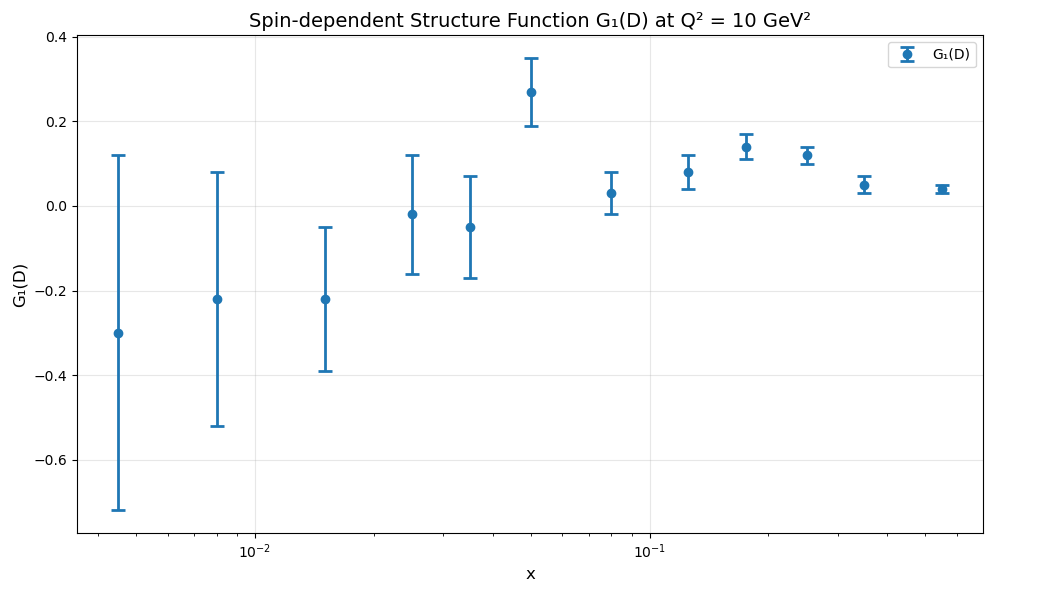 Spin-dependent Structure Function G₁(D) at Q² = 10 GeV²
G₁(D)
0.4
0.2
0.0
−0.2
−0.4
−0.6
G₁(D)
10⁻²
10⁻¹
x